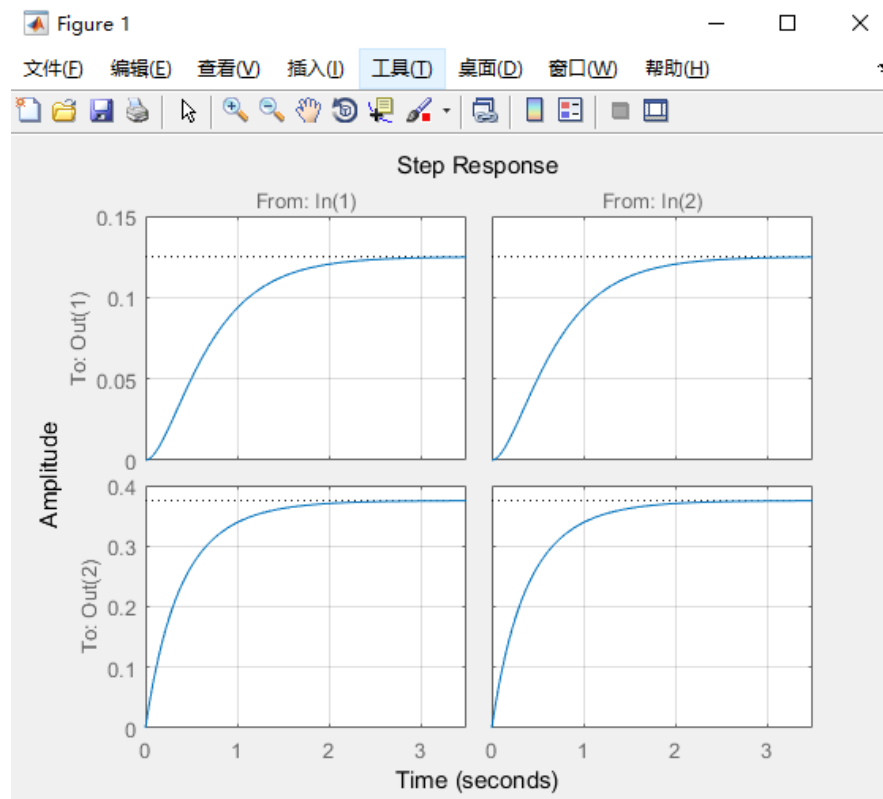 Figure 1
文件(F) 编辑(E) 查看(V) 插入(I) 工具(T) 桌面(D) 窗口(W) 帮助(H)
Step Response
From: In(1) From: In(2)
To: Out(1)
0.15
0.1
0.05
0
Amplitude
To: Out(2)
0.4
0.3
0.2
0.1
0
0 1 2 3 0 1 2 3
Time (seconds)